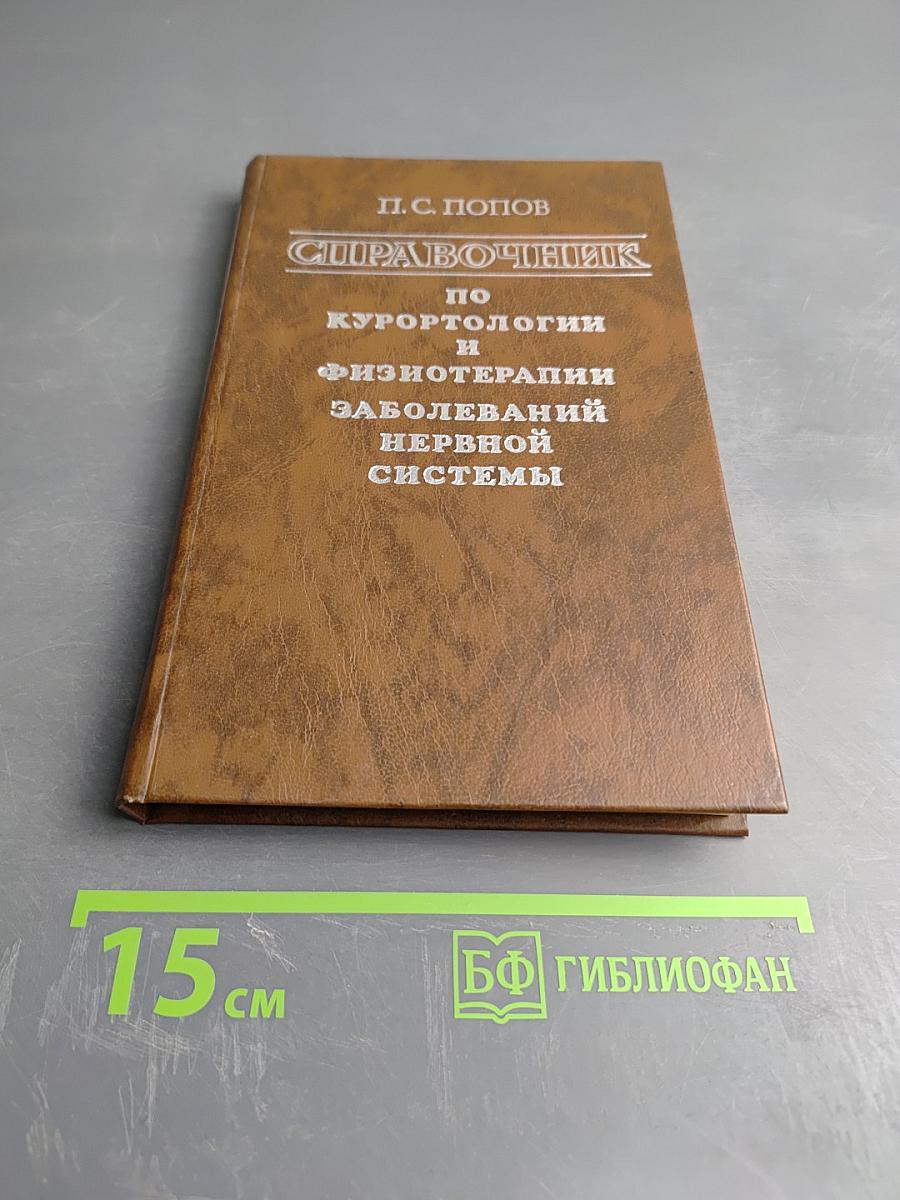 П. С. ПОПОВ
СПРАВОЧНИК
ПО
КУРОРТОЛОГИИ
И
ФИЗИОТЕРАПИИ
ЗАБОЛЕВАНИЙ
НЕРВНОЙ
СИСТЕМЫ
15 см
БФ ГИБЛИОФАН